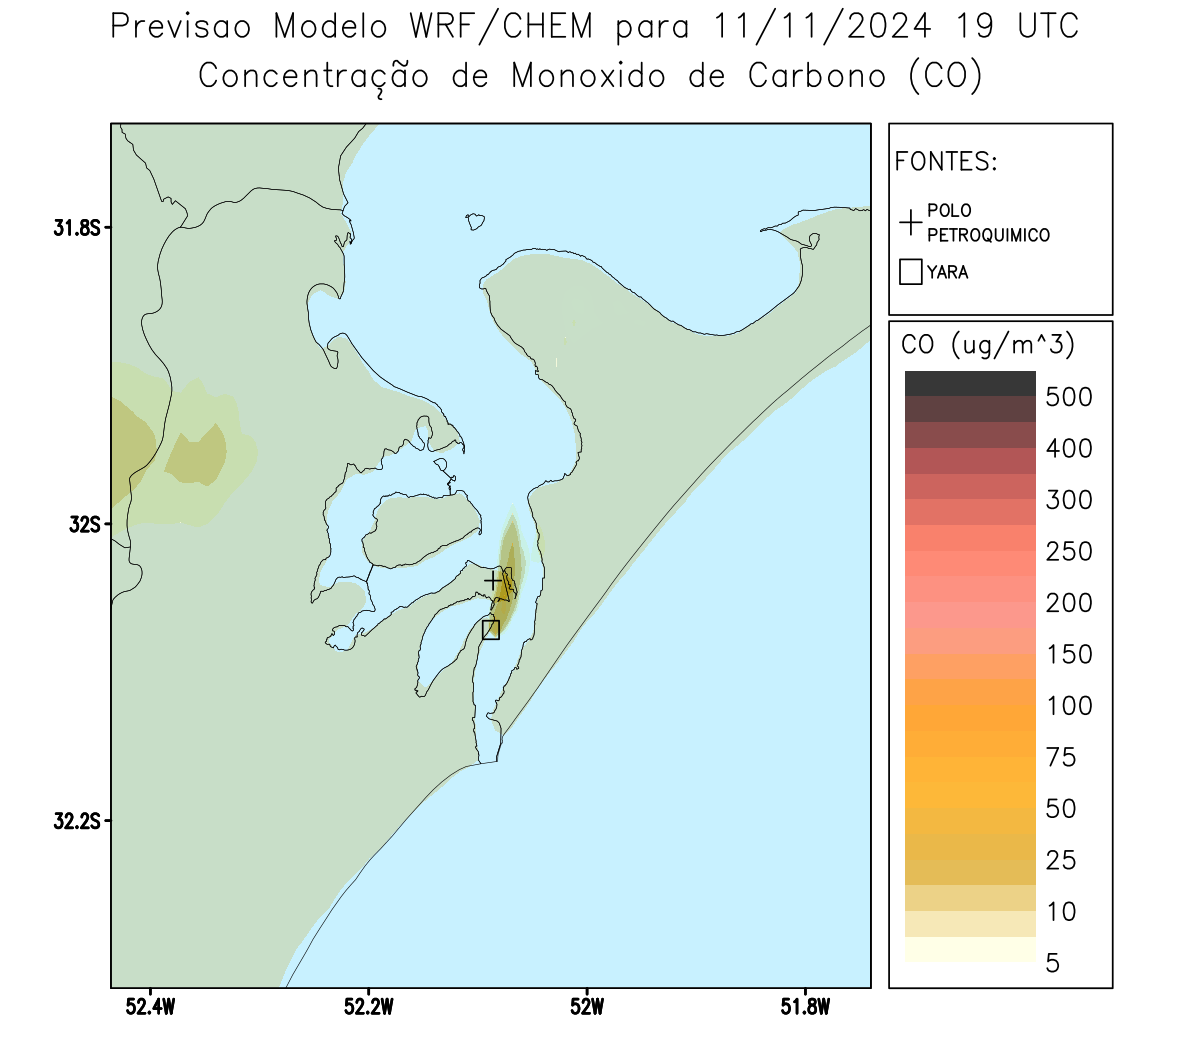 Previsao Modelo WRF/CHEM para 11/11/2024 19 UTC
Concentração de Monoxido de Carbono (CO)
FONTES:
POLO
PETROQUIMICO
YARA
CO (ug/m^3)
500
400
300
250
200
150
100
75
50
25
10
5
31.8S
32S
32.2S
52.4W
52.2W
52W
51.8W